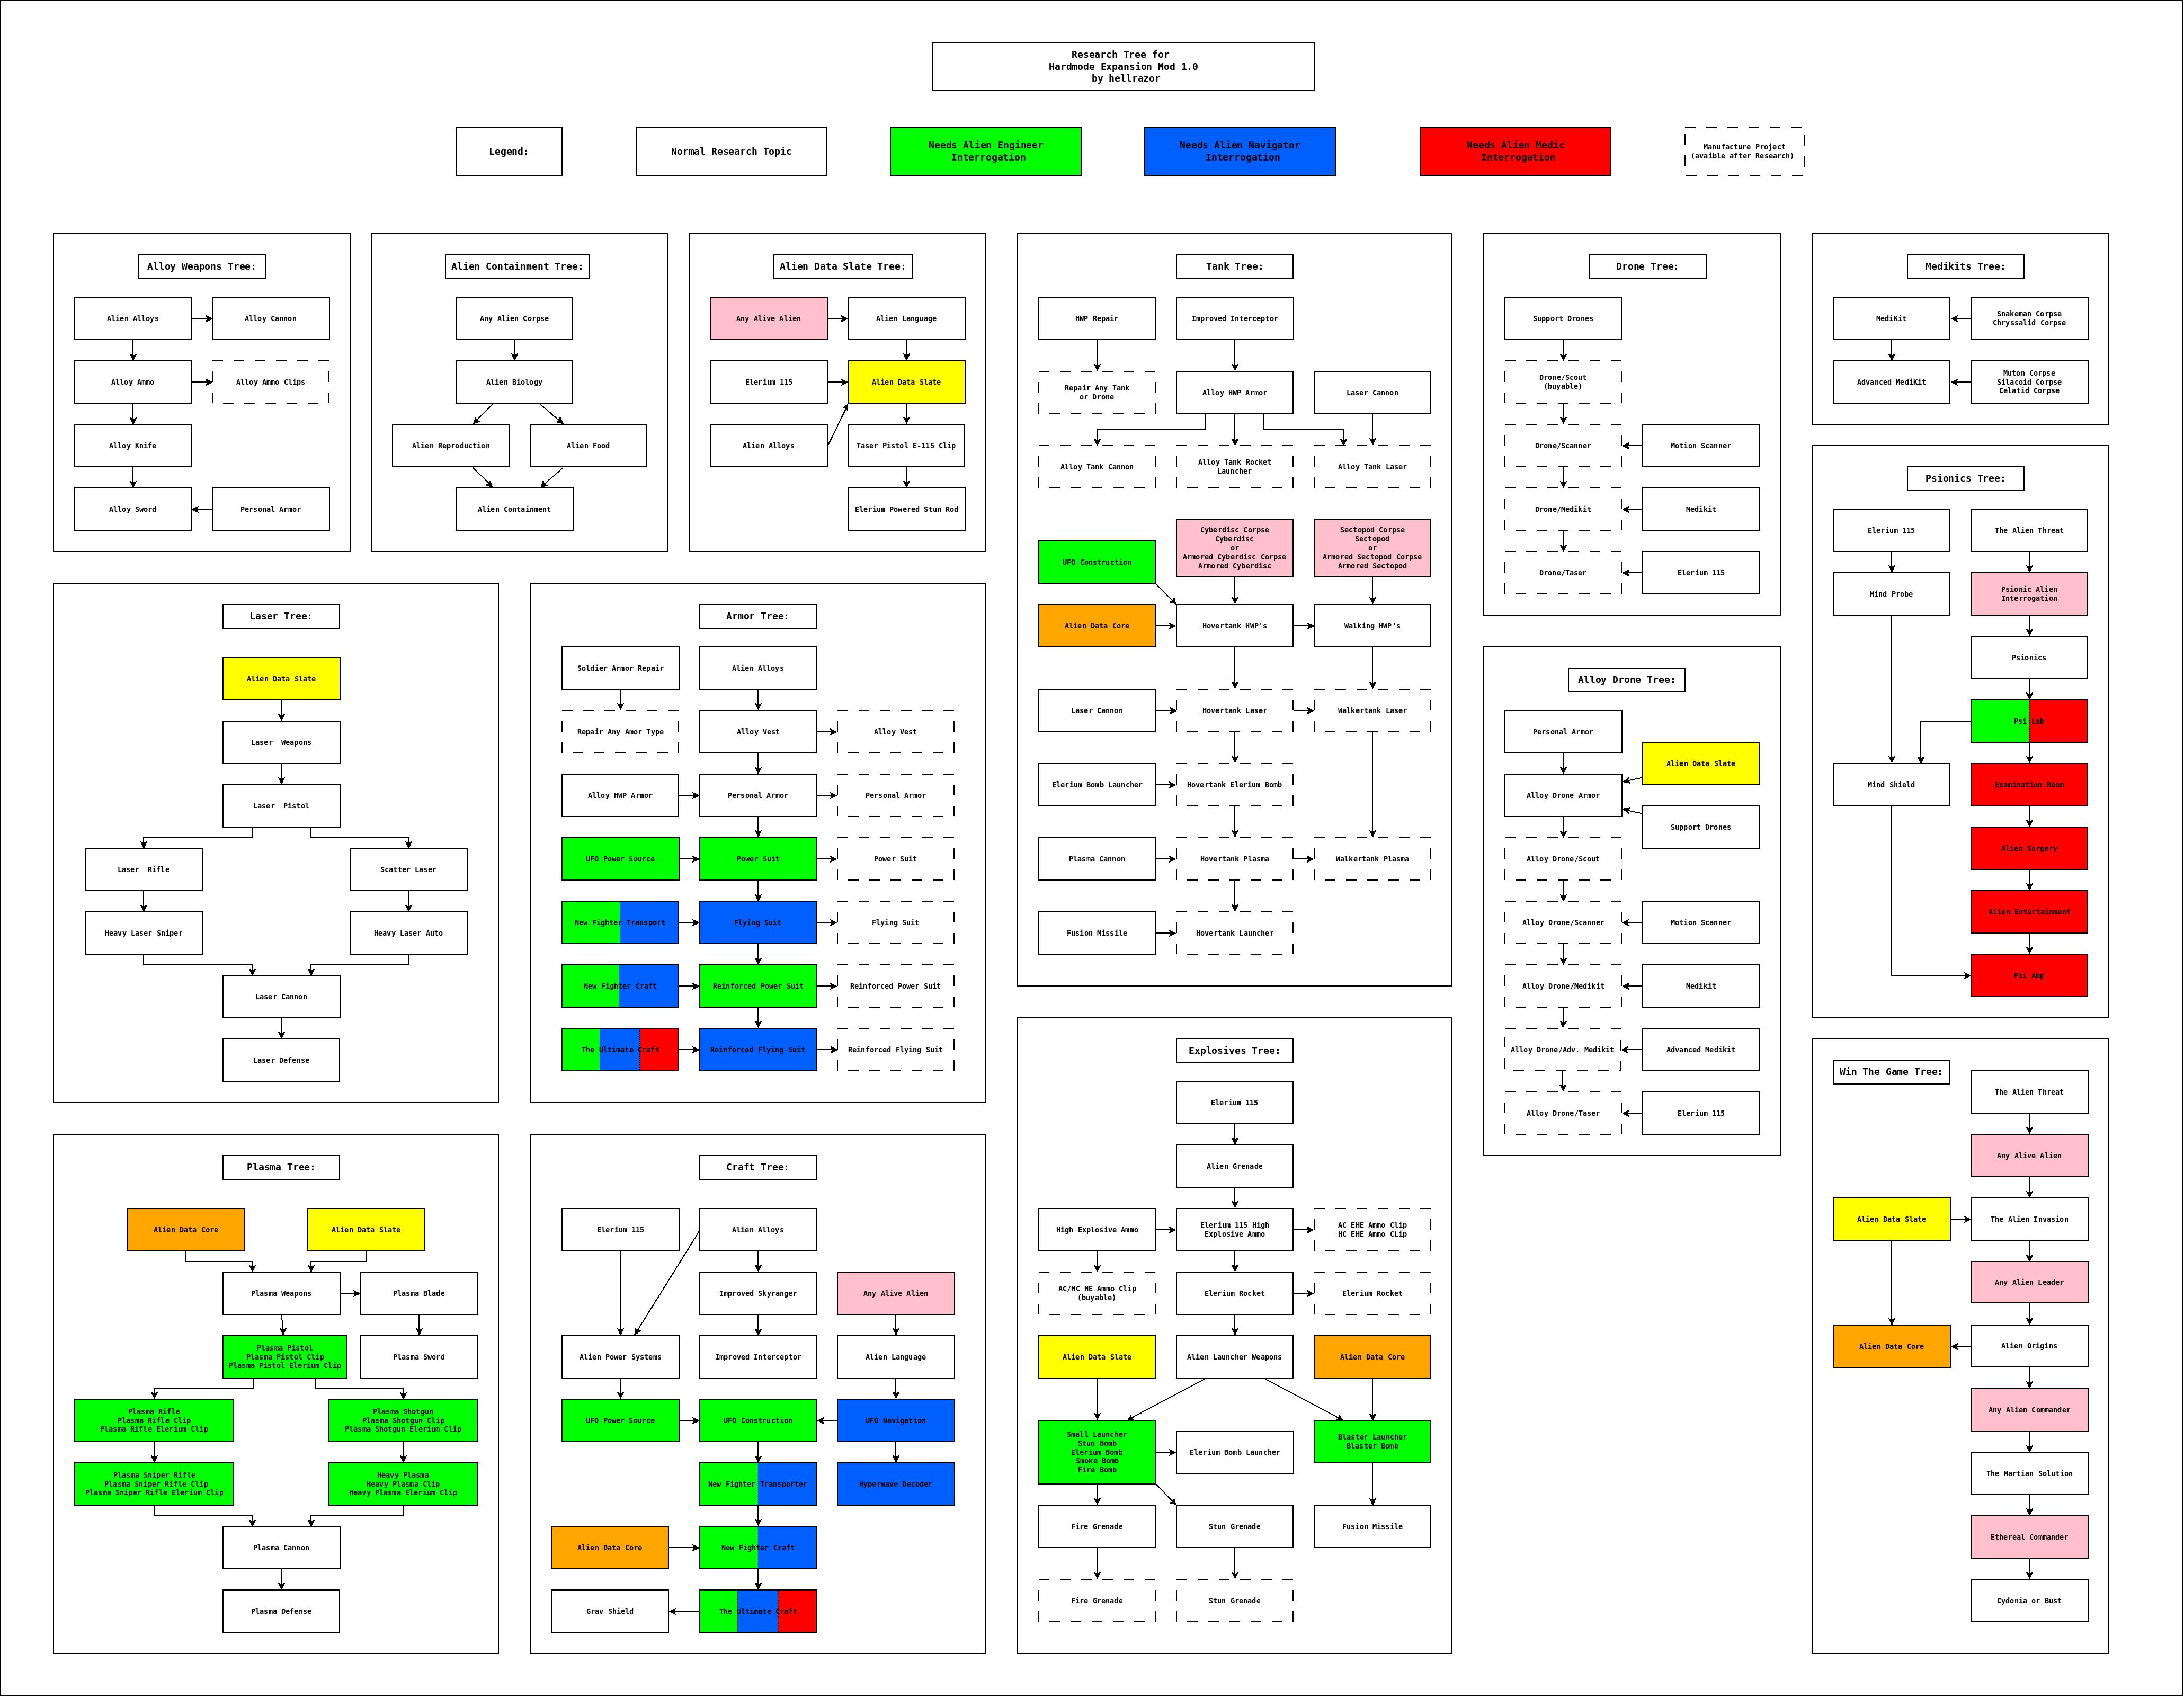 Research Tree for
Hardmode Expansion Mod 1.0
by hellrazor
Legend:
Normal Research Topic
Needs Alien Engineer
Interrogation
Needs Alien Navigator
Interrogation
Needs Alien Medic
Interrogation
Manufacture Project
(avaible after Research)
Alloy Weapons Tree:
Alien Alloys
Alloy Cannon
Alloy Ammo
Alloy Ammo Clips
Alloy Knife
Alloy Sword
Personal Armor
Alien Containment Tree:
Any Alien Corpse
Alien Biology
Alien Reproduction
Alien Food
Alien Containment
Alien Data Slate Tree:
Any Alive Alien
Alien Language
Elerium 115
Alien Data Slate
Alien Alloys
Taser Pistol E-115 Clip
Elerium Powered Stun Rod
Tank Tree:
HWP Repair
Improved Interceptor
Repair Any Tank
or Drone
Alloy HWP Armor
Laser Cannon
Alloy Tank Cannon
Alloy Tank Rocket
Launcher
Alloy Tank Laser
UFO Construction
Cyberdisc Corpse
Cyberdisc
or
Armored Cyberdisc Corpse
Armored Cyberdisc
Sectopod Corpse
Sectopod
or
Armored Sectopod Corpse
Armored Sectopod
Alien Data Core
Hovertank HWP's
Walking HWP's
Laser Cannon
Hovertank Laser
Walkertank Laser
Elerium Bomb Launcher
Hovertank Elerium Bomb
Plasma Cannon
Hovertank Plasma
Walkertank Plasma
Fusion Missile
Hovertank Launcher
Drone Tree:
Support Drones
Drone/Scout
(buyable)
Drone/Scanner
Motion Scanner
Drone/Medikit
Medikit
Drone/Taser
Elerium 115
Medikits Tree:
MediKit
Snakeman Corpse
Chryssalid Corpse
Advanced MediKit
Muton Corpse
Silacoid Corpse
Celatid Corpse
Psionics Tree:
Elerium 115
The Alien Threat
Mind Probe
Psionic Alien
Interrogation
Psionics
Psi Lab
Mind Shield
Examination Room
Alien Surgery
Alien Entertainment
Psi Amp
Laser Tree:
Alien Data Slate
Laser  Weapons
Laser  Pistol
Laser  Rifle
Scatter Laser
Heavy Laser Sniper
Heavy Laser Auto
Laser Cannon
Laser Defense
Armor Tree:
Soldier Armor Repair
Alien Alloys
Repair Any Amor Type
Alloy Vest
Alloy Vest
Alloy HWP Armor
Personal Armor
Personal Armor
UFO Power Source
Power Suit
Power Suit
New Fighter Transport
Flying Suit
Flying Suit
New Fighter Craft
Reinforced Power Suit
Reinforced Power Suit
The Ultimate Craft
Reinforced Flying Suit
Reinforced Flying Suit
Alloy Drone Tree:
Personal Armor
Alien Data Slate
Alloy Drone Armor
Support Drones
Alloy Drone/Scout
Alloy Drone/Scanner
Motion Scanner
Alloy Drone/Medikit
Medikit
Alloy Drone/Adv. Medikit
Advanced Medikit
Alloy Drone/Taser
Elerium 115
Plasma Tree:
Alien Data Core
Alien Data Slate
Plasma Weapons
Plasma Blade
Plasma Pistol
Plasma Pistol Clip
Plasma Pistol Elerium Clip
Plasma Sword
Plasma Rifle
Plasma Rifle Clip
Plasma Rifle Elerium Clip
Plasma Shotgun
Plasma Shotgun Clip
Plasma Shotgun Elerium Clip
Plasma Sniper Rifle
Plasma Sniper Rifle Clip
Plasma Sniper Rifle Elerium Clip
Heavy Plasma
Heavy Plasma Clip
Heavy Plasma Elerium Clip
Plasma Cannon
Plasma Defense
Craft Tree:
Elerium 115
Alien Alloys
Improved Skyranger
Any Alive Alien
Alien Power Systems
Improved Interceptor
Alien Language
UFO Power Source
UFO Construction
UFO Navigation
New Fighter Transporter
Hyperwave Decoder
Alien Data Core
New Fighter Craft
Grav Shield
The Ultimate Craft
Explosives Tree:
Elerium 115
Alien Grenade
High Explosive Ammo
Elerium 115 High
Explosive Ammo
AC EHE Ammo Clip
HC EHE Ammo CLip
AC/HC HE Ammo Clip
(buyable)
Elerium Rocket
Elerium Rocket
Alien Data Slate
Alien Launcher Weapons
Alien Data Core
Small Launcher
Stun Bomb
Elerium Bomb
Smoke Bomb
Fire Bomb
Elerium Bomb Launcher
Blaster Launcher
Blaster Bomb
Fire Grenade
Stun Grenade
Fusion Missile
Fire Grenade
Stun Grenade
Win The Game Tree:
The Alien Threat
Any Alive Alien
Alien Data Slate
The Alien Invasion
Any Alien Leader
Alien Data Core
Alien Origins
Any Alien Commander
The Martian Solution
Ethereal Commander
Cydonia or Bust